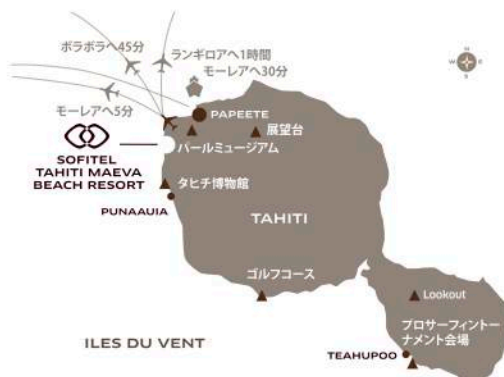 ボラボラへ45分
ランギロアへ1時間
モーレアへ30分
N
W
E
S
モーレアへ5分
PAPEETE
展望台
パールミュージアム
SOFITEL
TAHITI MAEVA
BEACH RESORT
タヒチ博物館
PUNAAUIA
TAHITI
ゴルフコース
Lookout
プロサーフィントー
ナメント会場
ILES DU VENT
TEAHUPOO